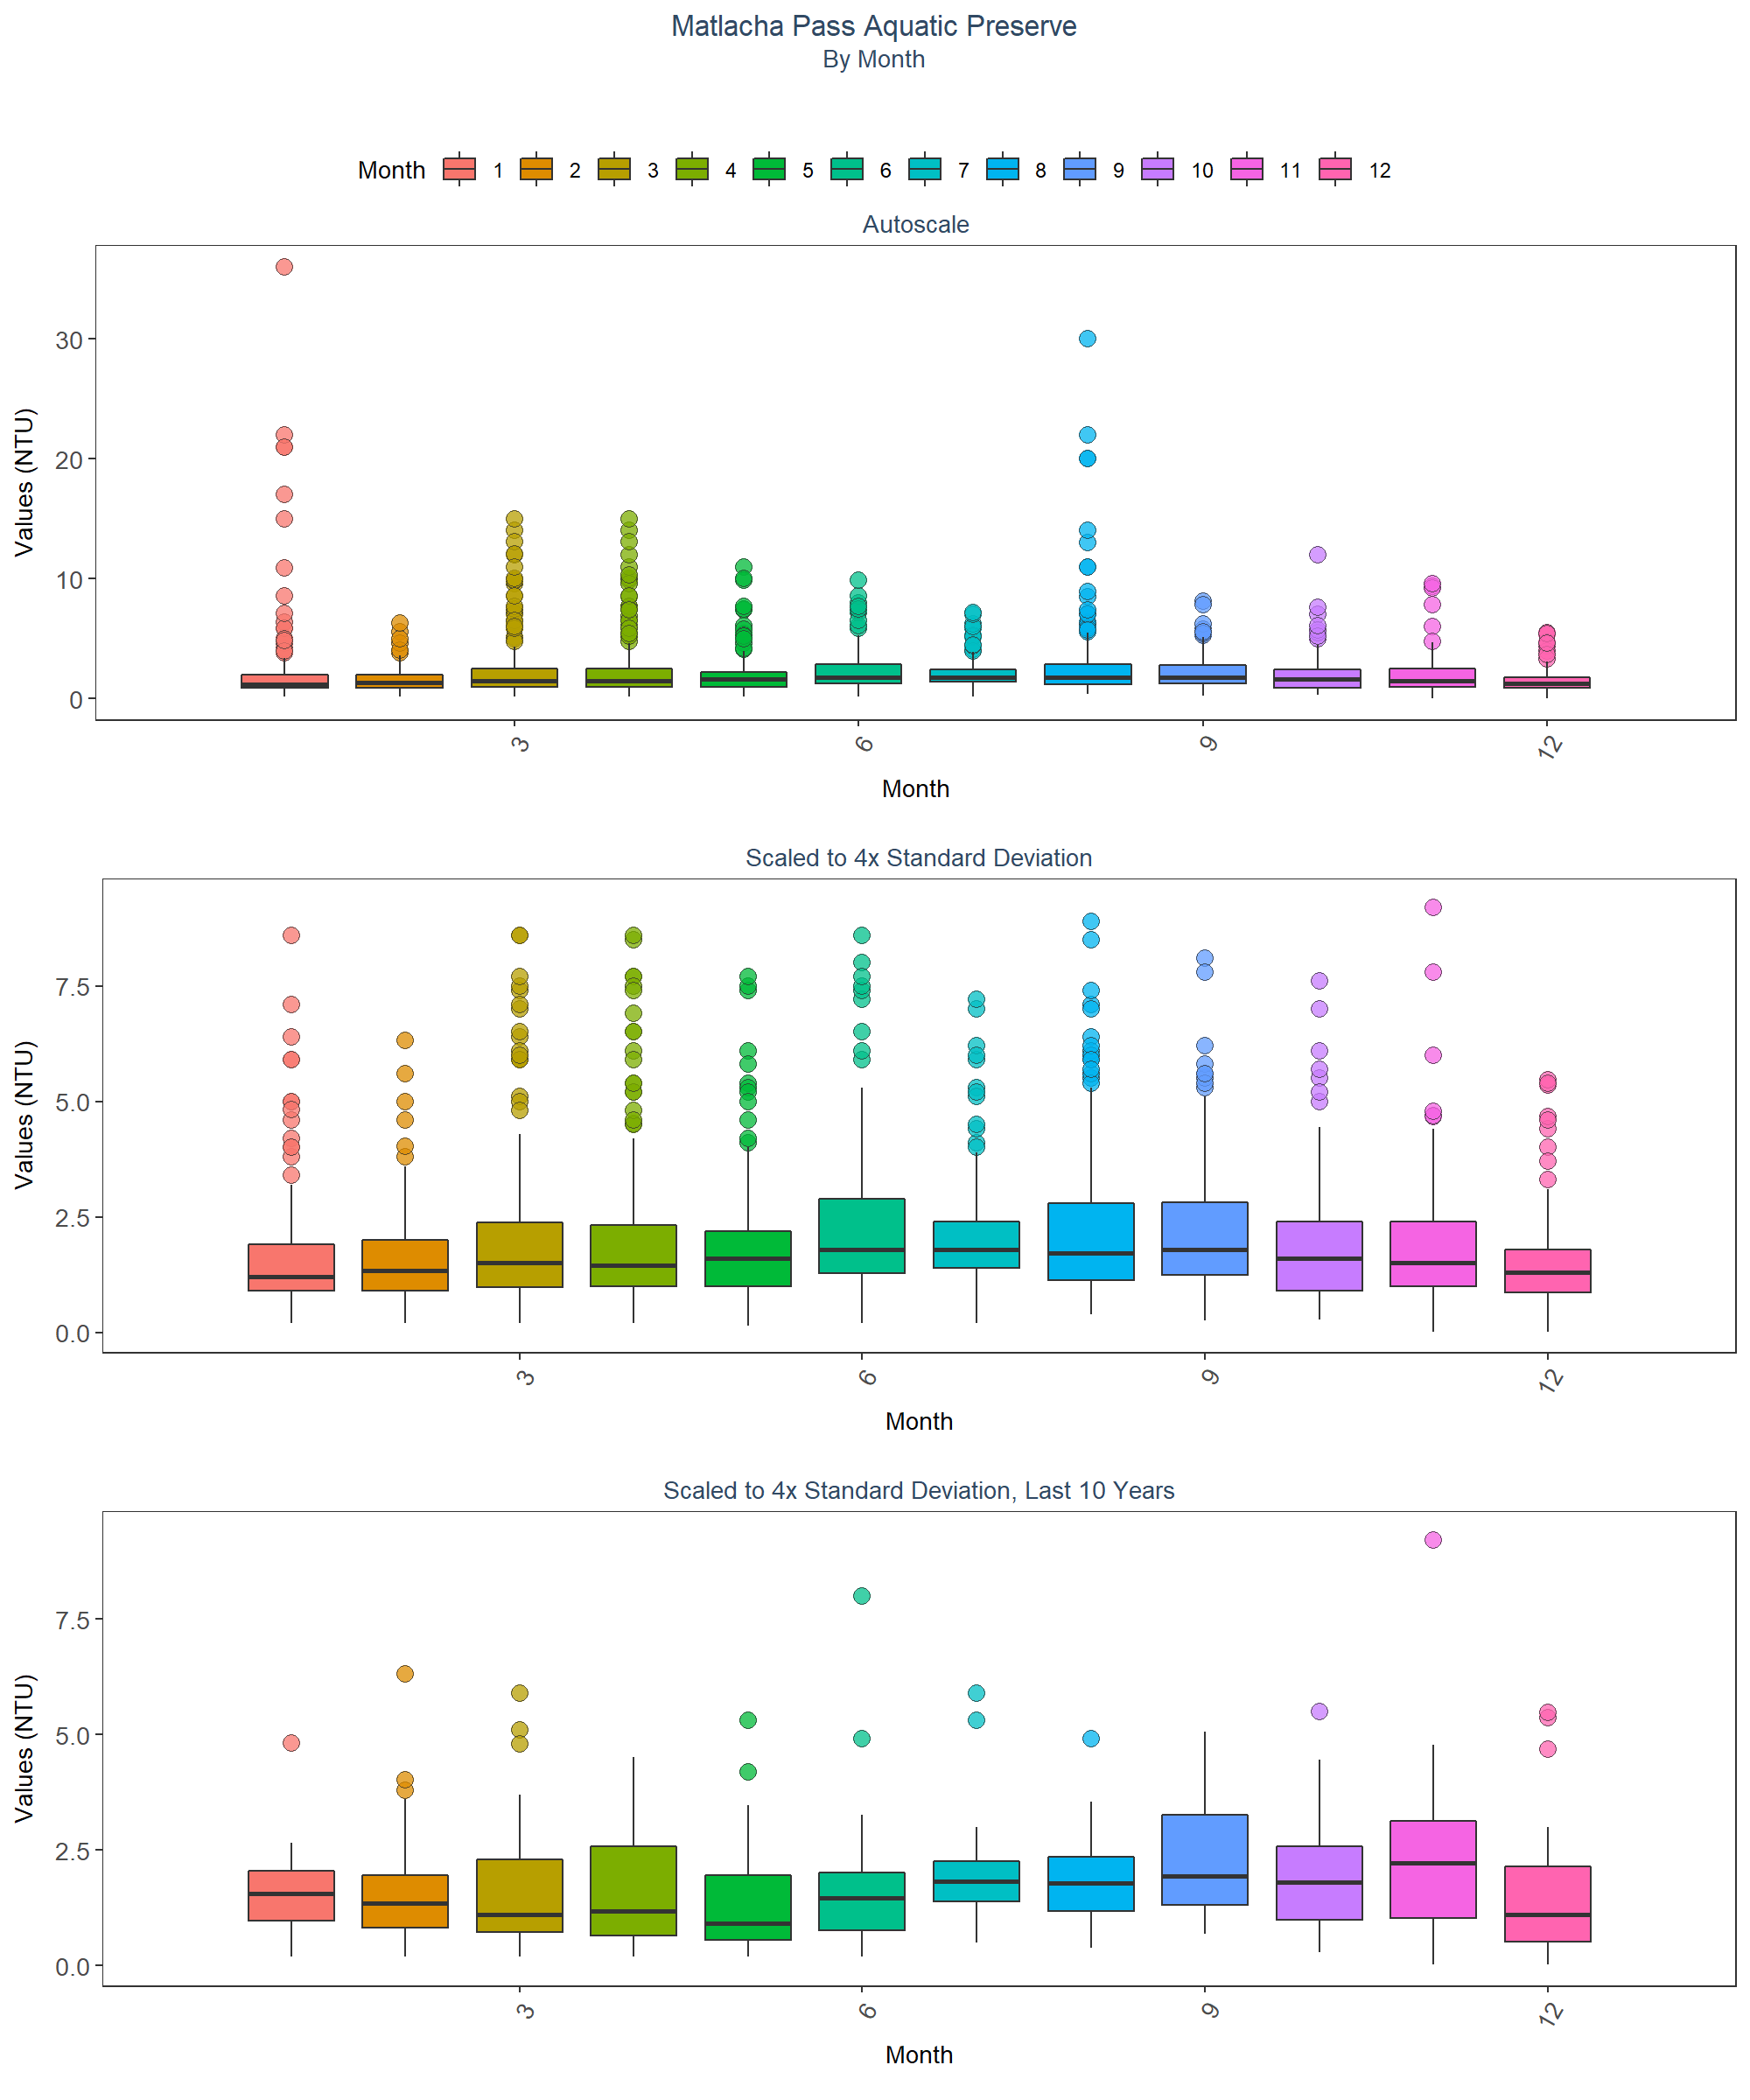 Matlacha Pass Aquatic Preserve
By Month
Month 1 2 3 4 5 6 7 8 9 10 11 12
Autoscale
Values (NTU)
30
20
10
0
3 6 9 12
Month
Scaled to 4x Standard Deviation
Values (NTU)
7.5
5.0
2.5
0.0
3 6 9 12
Month
Scaled to 4x Standard Deviation, Last 10 Years
Values (NTU)
7.5
5.0
2.5
0.0
3 6 9 12
Month